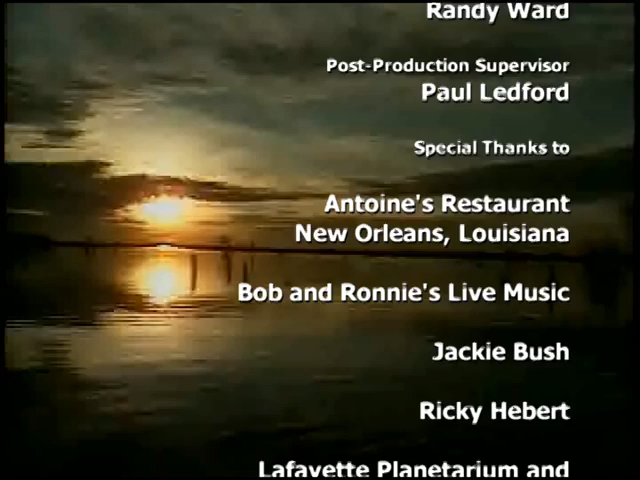 Randy Ward
Post-Production Supervisor
Paul Ledford
Special Thanks to
Antoine's Restaurant
New Orleans, Louisiana
Bob and Ronnie's Live Music
Jackie Bush
Ricky Hebert
Lafayette Planetarium and